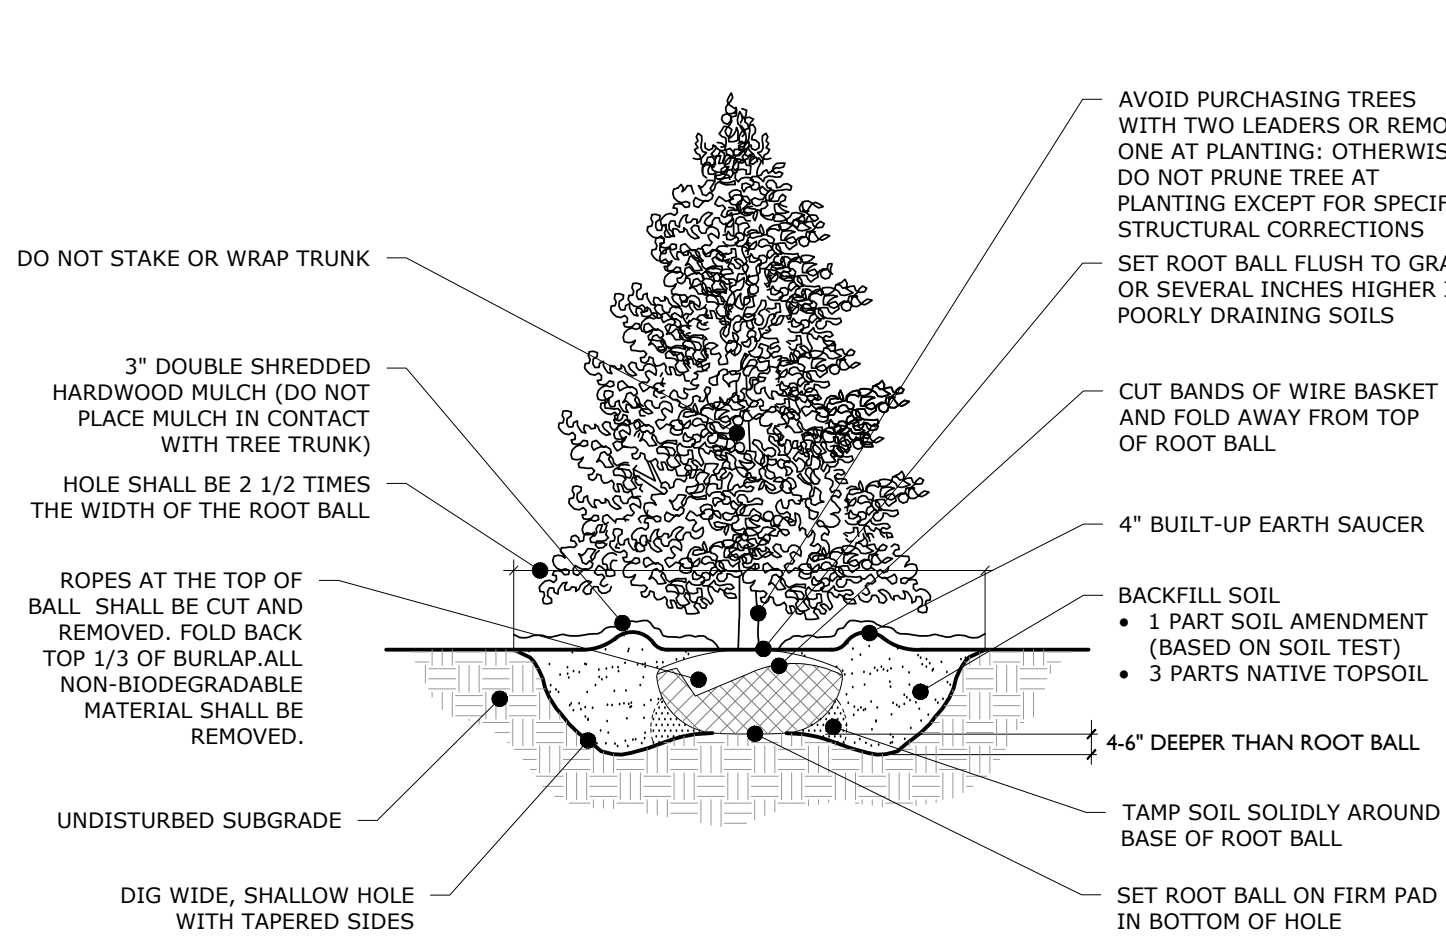 DO NOT STAKE OR WRAP TRUNK
3" DOUBLE SHREDDED
HARDWOOD MULCH (DO NOT
PLACE MULCH IN CONTACT
WITH TREE TRUNK)
HOLE SHALL BE 2 1/2 TIMES
THE WIDTH OF THE ROOT BALL
ROPES AT THE TOP OF
BALL SHALL BE CUT AND
REMOVED. FOLD BACK
TOP 1/3 OF BURLAP.ALL
NON-BIODEGRADABLE
MATERIAL SHALL BE
REMOVED.
UNDISTURBED SUBGRADE
DIG WIDE, SHALLOW HOLE
WITH TAPERED SIDES
AVOID PURCHASING TREES
WITH TWO LEADERS OR
ONE AT PLANTING:
DO NOT PRUNE TREE AT
PLANTING EXCEPT FOR
STRUCTURAL CORRECTIONS
SET ROOT BALL FLUSH TO
OR SEVERAL INCHES HIGHER
POORLY DRAINING SOILS
CUT BANDS OF WIRE BASKET
AND FOLD AWAY FROM TOP
OF ROOT BALL
4" BUILT-UP EARTH SAUCER
BACKFILL SOIL
• 1 PART SOIL AMENDMENT
(BASED ON SOIL TEST)
• 3 PARTS NATIVE TOPSOIL
4-6" DEEPER THAN ROOT BALL
TAMP SOIL SOLIDLY AROUND
BASE OF ROOT BALL
SET ROOT BALL ON FIRM PAD
IN BOTTOM OF HOLE